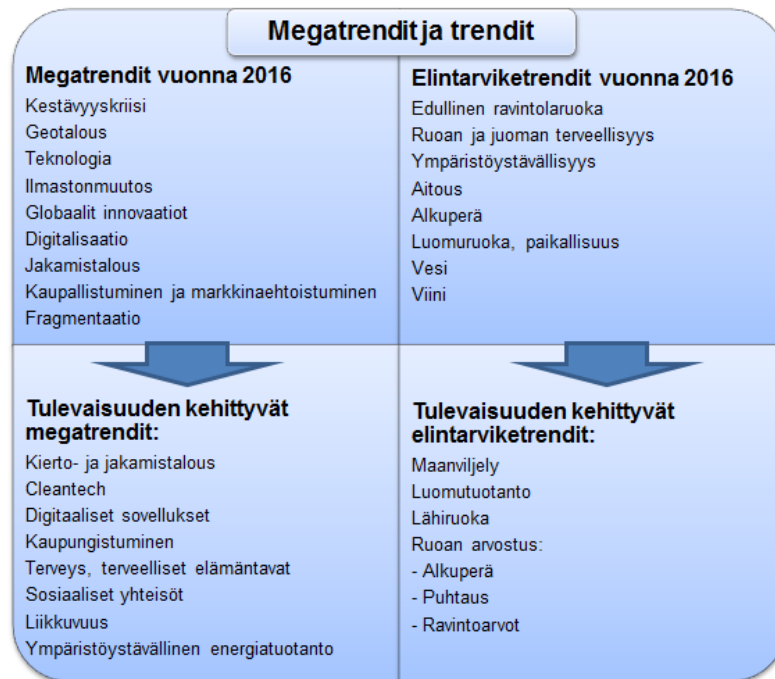 Megatrendit ja trendit
Megatrendit vuonna 2016
Kestävyyskriisi
Geotalous
Teknologia
Ilmastonmuutos
Globaalit innovaatiot
Digitalisaatio
Jakamistalous
Kaupallistuminen ja markkinaehtoistuminen
Fragmentaatio
Elintarviketrendit vuonna 2016
Edullinen ravintolaruoka
Ruoan ja juoman terveellisyys
Ympäristöystävällisyys
Aitous
Alkuperä
Luomuruoka, paikallisuus
Vesi
Viini
Tulevaisuuden kehittyvät
megatrendit:
Kierto- ja jakamistalous
Cleantech
Digitaaliset sovellukset
Kaupungistuminen
Terveys, terveelliset elämäntavat
Sosiaaliset yhteisöt
Liikkuvuus
Ympäristöystävällinen energiatuotanto
Tulevaisuuden kehittyvät
elintarviketrendit:
Maanviljely
Luomutuotanto
Lähiruoka
Ruoan arvostus:
- Alkuperä
- Puhtaus
- Ravintoarvot